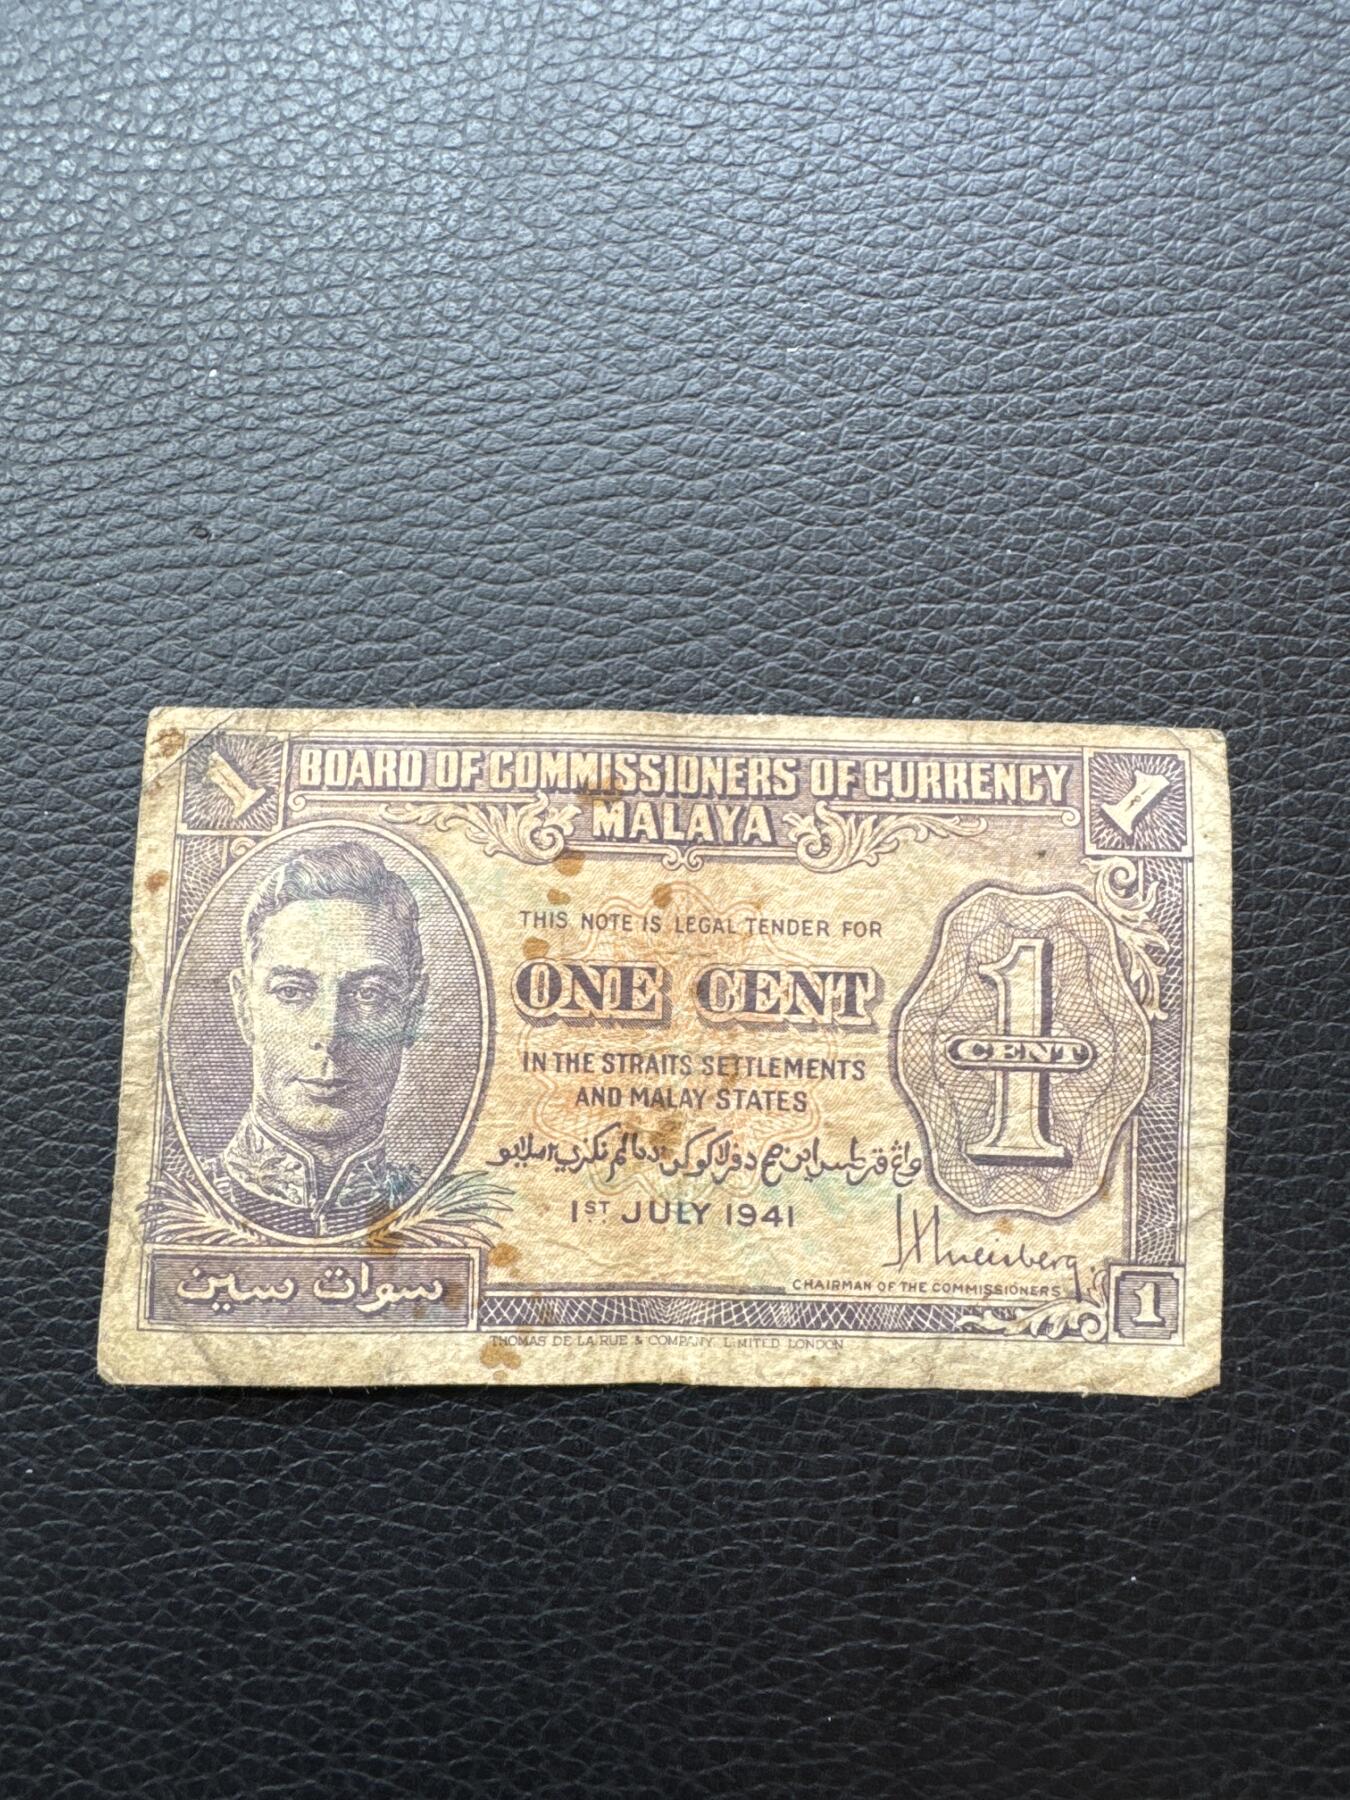 1
BOARD OF COMMISSIONERS OF CURRENCY
1
MALAYA
THIS NOTE IS LEGAL TENDER FOR
ONE CENT
1
CENT
IN THE STRAITS SETTLEMENTS
AND MALAY STATES
1ST JULY 1941
CHAIRMAN OF THE COMMISSIONERS
سوات سين
1
THOMAS DE LA RUE & COMPANY, LIMITED LONDON